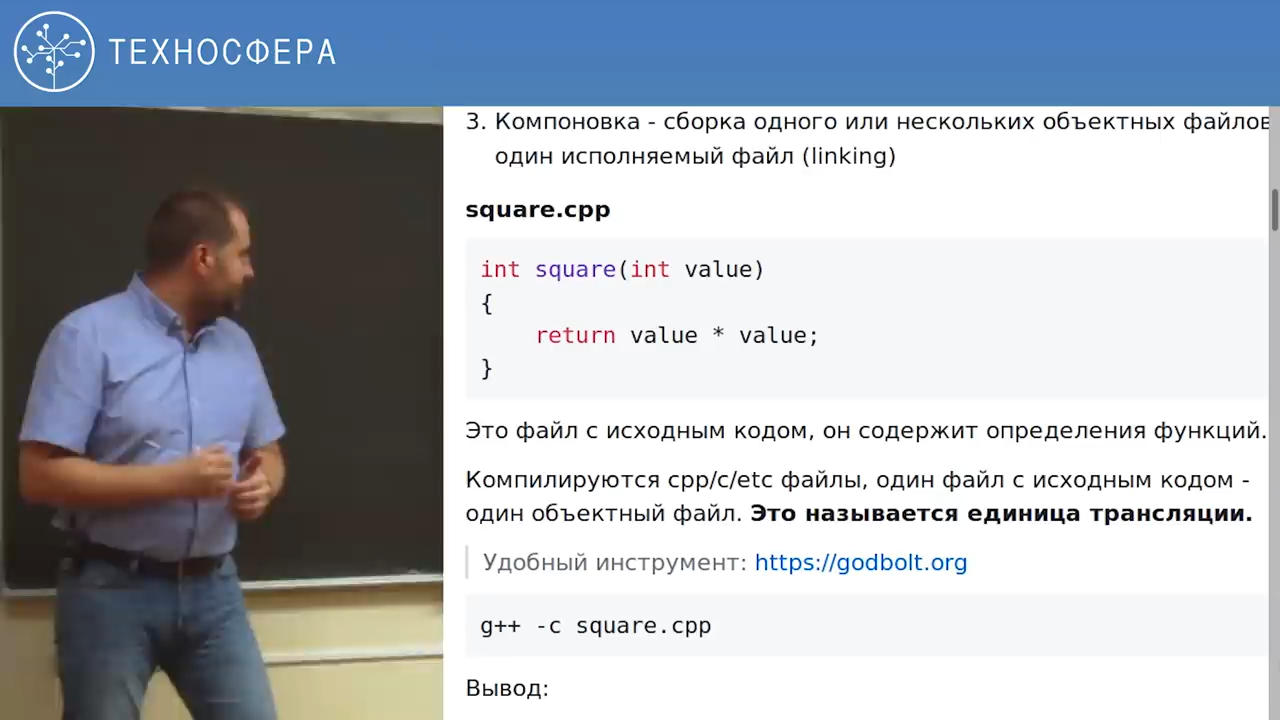 ТЕХНОСФЕРА
3. Компоновка - сборка одного или нескольких объектных файлов
один исполняемый файл (linking)
square.cpp
int square(int value)
{
return value * value;
}
Это файл с исходным кодом, он содержит определения функций.
Компилируются cpp/c/etc файлы, один файл с исходным кодом -
один объектный файл. Это называется единица трансляции.
Удобный инструмент: https://godbolt.org
g++ -c square.cpp
Вывод: